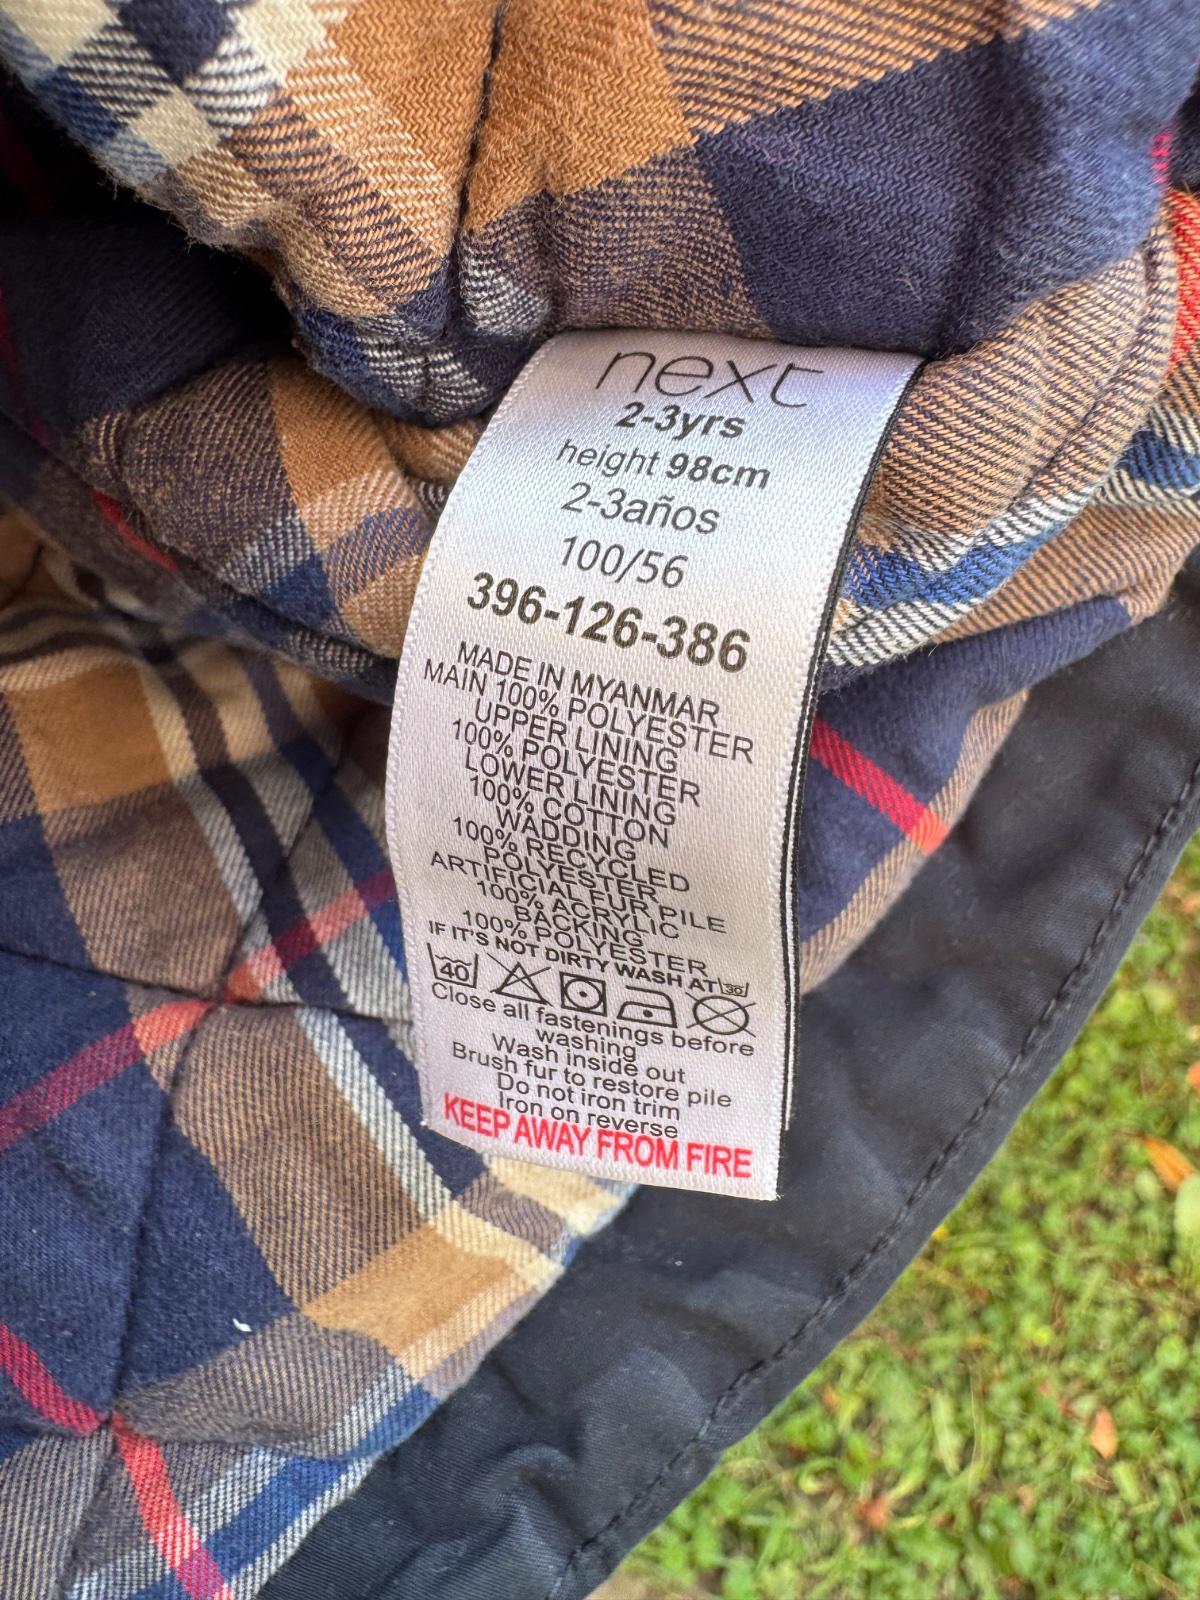 next
2-3yrs
height 98cm
2-3años
100/56
396-126-386
MADE IN MYANMAR
MAIN 100% POLYESTER
UPPER LINING
100% POLYESTER
LOWER LINING
100% COTTON
WADDING
100% RECYCLED
POLYESTER
ARTIFICIAL FUR PILE
100% ACRYLIC
BACKING
100% POLYESTER
IF IT'S NOT DIRTY WASH AT 30
40
Close all fastenings before
washing
Wash inside out
Brush fur to restore pile
Do not iron trim
Iron on reverse
KEEP AWAY FROM FIRE